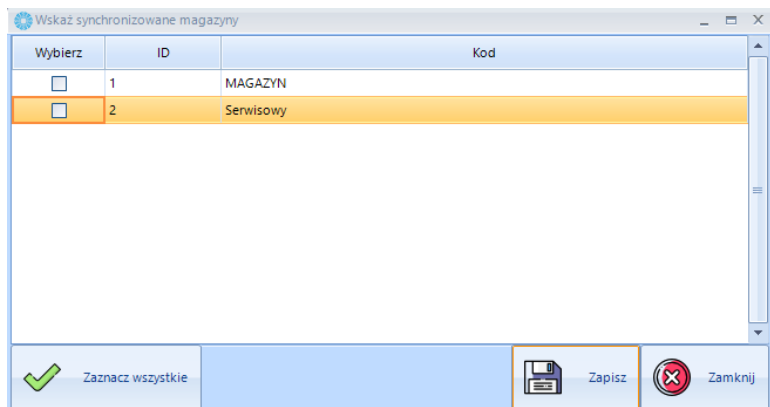 Wskaż synchronizowane magazyny
Wybierz ID Kod
1 MAGAZYN
2 Serwisowy
Zaznacz wszystkie Zapisz Zamknij